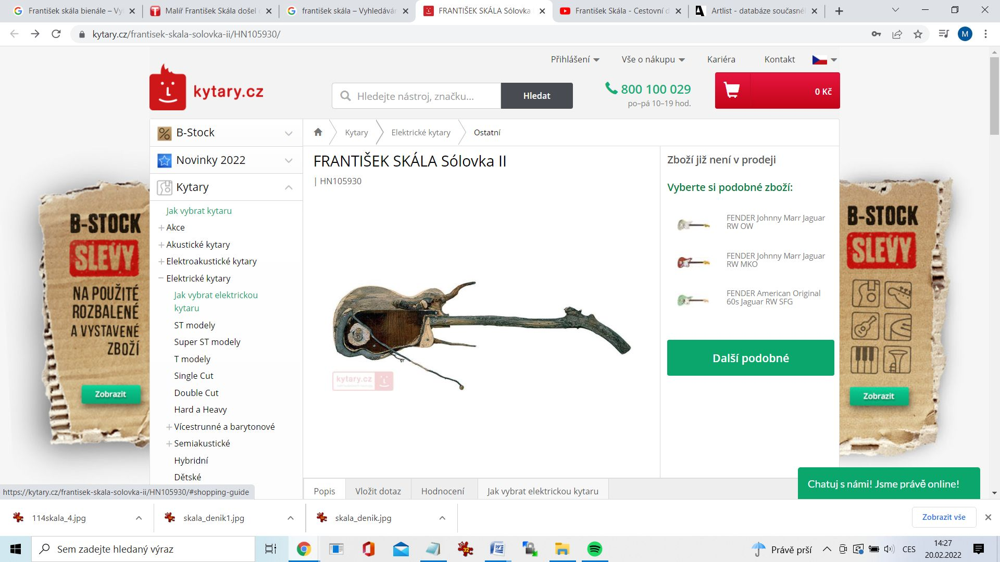 František skála bienále – Vy
Malíř František Skála došel
františek skála – Vyhledáván
FRANTIŠEK SKÁLA Sólovka
František Skála - Cestovní d
Artlist - databáze současné
kytary.cz/frantisek-skala-solovka-ii/HN105930/
M
Přihlášení
Vše o nákupu
Kariéra
Kontakt
kytary.cz
Hledejte nástroj, značku...
Hledat
800 100 029
po–pá 10–19 hod.
0 Kč
B-Stock
Novinky 2022
Kytary
Jak vybrat kytaru
Akce
Akustické kytary
Elektroakustické kytary
Elektrické kytary
Jak vybrat elektrickou
kytaru
ST modely
Super ST modely
T modely
Single Cut
Double Cut
Hard a Heavy
Vícestrunné a barytonové
Semiakustické
Hybridní
Dětské
Kytary
Elektrické kytary
Ostatní
FRANTIŠEK SKÁLA Sólovka II
| HN105930
kytary.cz
Zboží již není v prodeji
Vyberte si podobné zboží:
FENDER Johnny Marr Jaguar
RW OW
FENDER Johnny Marr Jaguar
RW MKO
FENDER American Original
60s Jaguar RW SFG
Další podobné
B-STOCK
SLEVY
NA POUŽITÉ
ROZBALENÉ
A VYSTAVENÉ
ZBOŽÍ
Zobrazit
B-STOCK
SLEVY
Zobrazit
Popis
Vložit dotaz
Hodnocení
Jak vybrat elektrickou kytaru
Chatuj s námi! Jsme právě online!
https://kytary.cz/frantisek-skala-solovka-ii/HN105930/#shopping-guide
114skala_4.jpg
skala_denik1.jpg
skala_denik.jpg
Zobrazit vše
Sem zadejte hledaný výraz
32
Právě prší
CES
14:27
20.02.2022